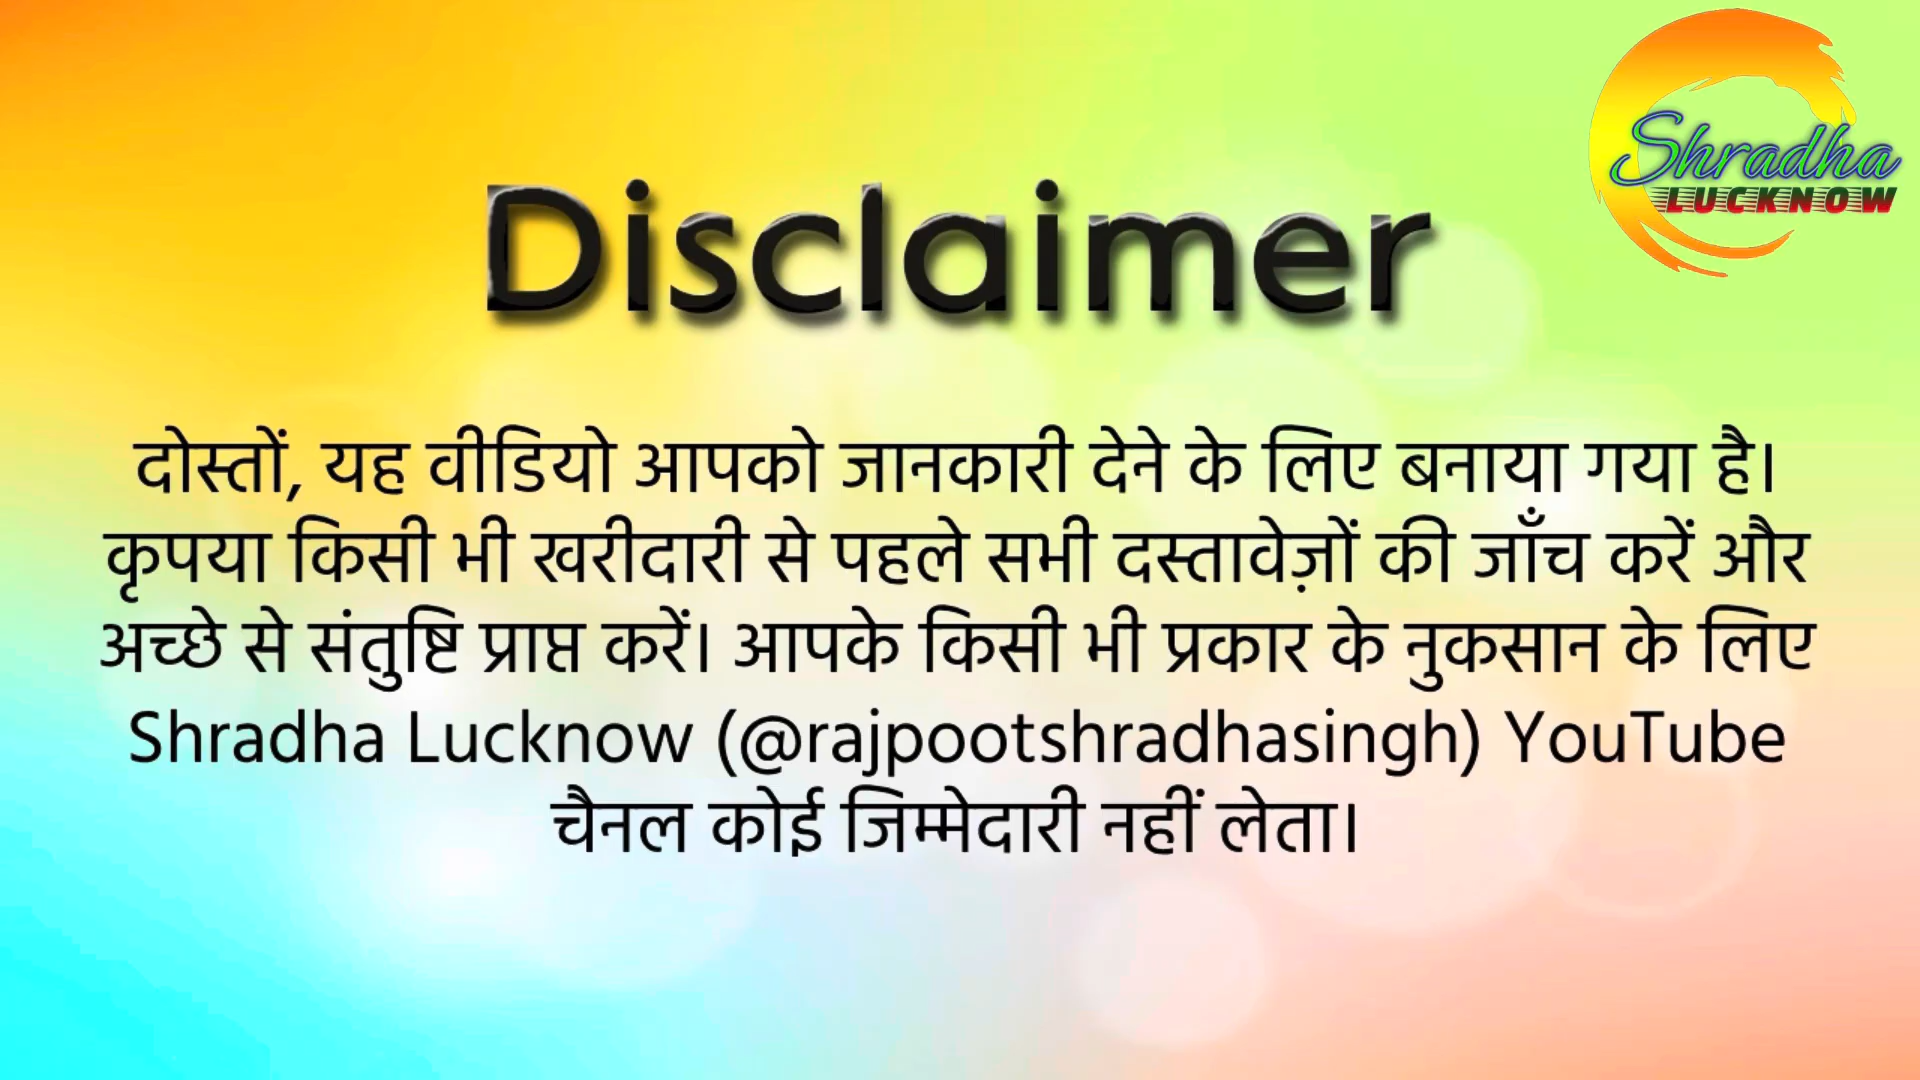 Shradha
LUCKNOW
Disclaimer
दोस्तों, यह वीडियो आपको जानकारी देने के लिए बनाया गया है।
कृपया किसी भी खरीदारी से पहले सभी दस्तावेज़ों की जाँच करें और
अच्छे से संतुष्टि प्राप्त करें। आपके किसी भी प्रकार के नुकसान के लिए
Shradha Lucknow (@rajpootshradhasingh) YouTube
चैनल कोई जिम्मेदारी नहीं लेता।